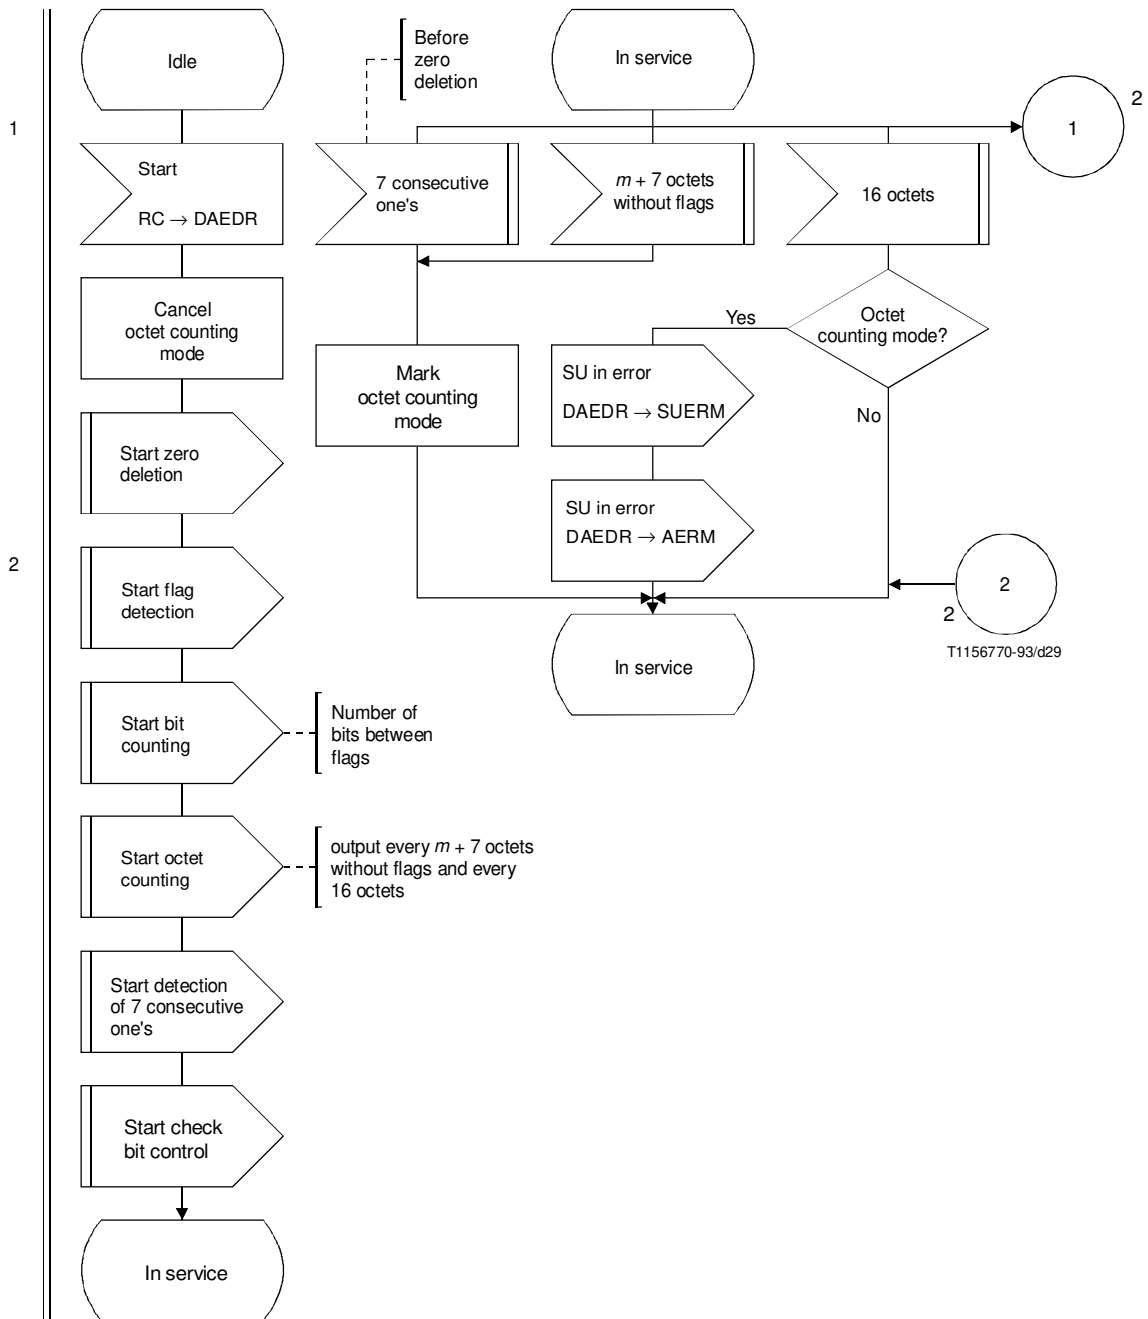 Idle
Before
zero
deletion
In service
1
2
1
Start
RC → DAEDR
7 consecutive
one's
m + 7 octets
without flags
16 octets
Cancel
octet counting
mode
Mark
octet counting
mode
Yes
Octet
counting mode?
No
SU in error
DAEDR → SUERM
Start zero
deletion
SU in error
DAEDR → AERM
2
Start flag
detection
2
2
T1156770-93/d29
In service
Start bit
counting
Number of
bits between
flags
Start octet
counting
output every m + 7 octets
without flags and every
16 octets
Start detection
of 7 consecutive
one's
Start check
bit control
In service